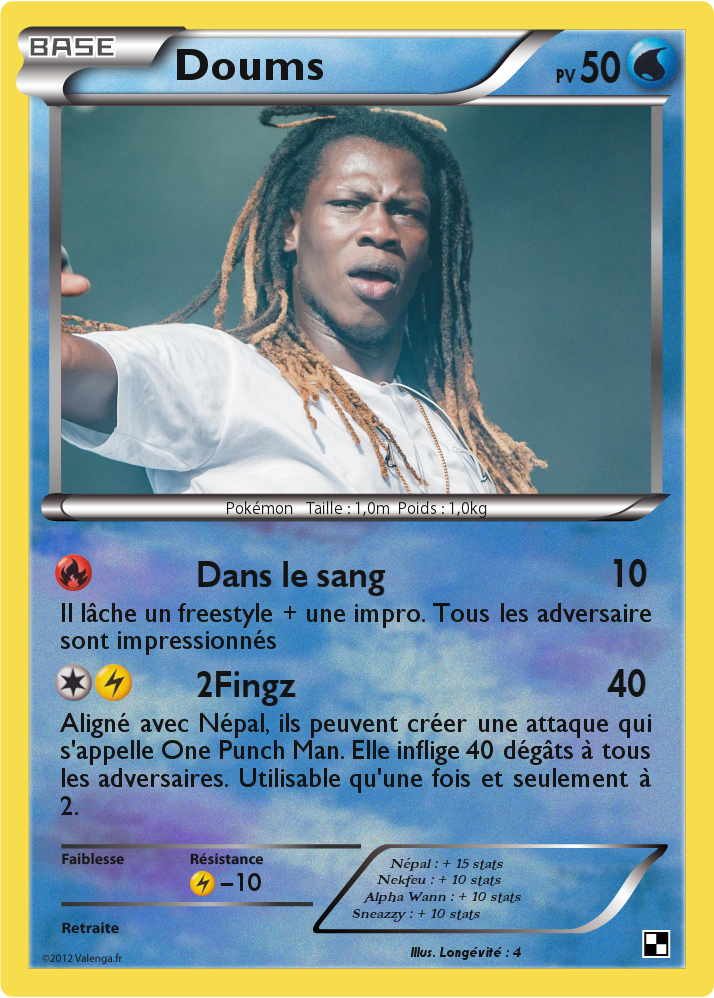 BASE
Doums
PV 50
Pokémon Taille : 1,0m Poids : 1,0kg
Dans le sang 10
Il lâche un freestyle + une impro. Tous les adversaire
sont impressionnés
2Fingz 40
Aligné avec Népal, ils peuvent créer une attaque qui
s'appelle One Punch Man. Elle inflige 40 dégâts à tous
les adversaires. Utilisable qu'une fois et seulement à
2.
Faiblesse
Résistance
–10
Népal : + 15 stats
Nekfeu : + 10 stats
Alpha Wann : + 10 stats
Sneazzy : + 10 stats
Retraite
Illus. Longévité : 4
©2012 Valenga.fr